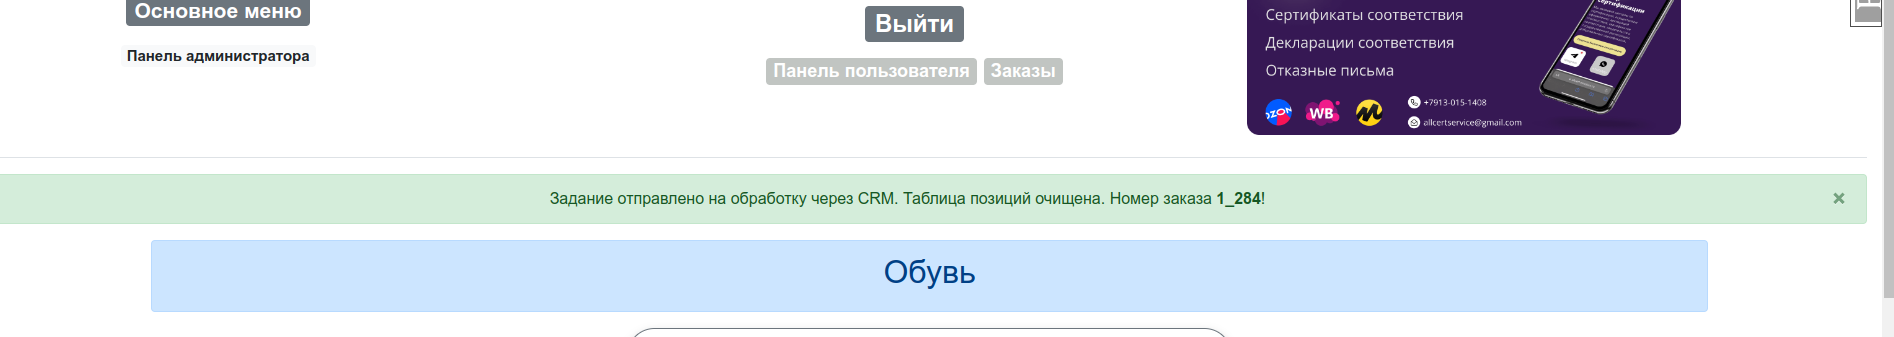 Основное меню
Панель администратора
Выйти
Панель пользователя Заказы
Сертификаты соответствия
Декларации соответствия
Отказные письма
OZON WB
+7913-015-1408
allcertservice@gmail.com
Задание отправлено на обработку через CRM. Таблица позиций очищена. Номер заказа 1_284!
×
Обувь